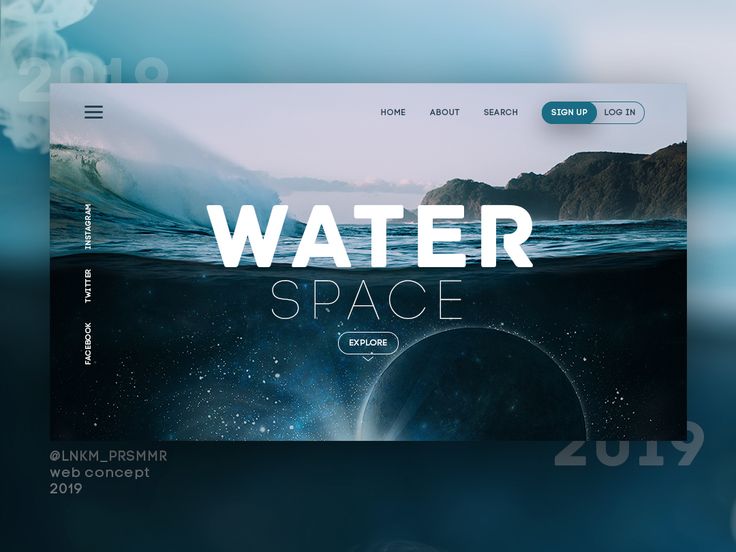 2019
HOME ABOUT SEARCH SIGN UP LOG IN
INSTAGRAM
TWITTER
FACEBOOK
WATER
SPACE
EXPLORE
@LNKM_PRSMMR
web concept
2019
2019